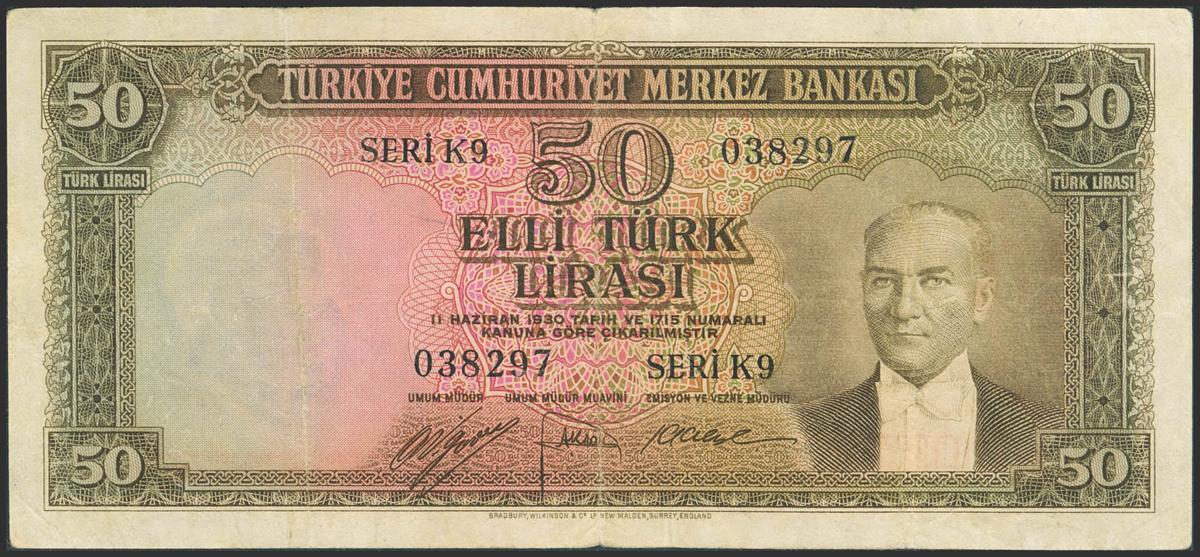 TÜRKİYE CUMHURİYET MERKEZ BANKASI
50
50
SERİ K9
50
038297
TÜRK LİRASI
TÜRK LİRASI
ELLİ TÜRK
LİRASI
11 HAZİRAN 1930 TARİH VE 1715 NUMARALI
KANUNA GÖRE ÇIKARILMIŞTIR
038297
SERİ K9
UMUM MÜDÜR
UMUM MÜDÜR MUAVİNİ
EMİSYON VE VEZNE MÜDÜRÜ
50
50
BRADBURY, WILKINSON & Cº Lᴰ NEW MALDEN, SURREY, ENGLAND